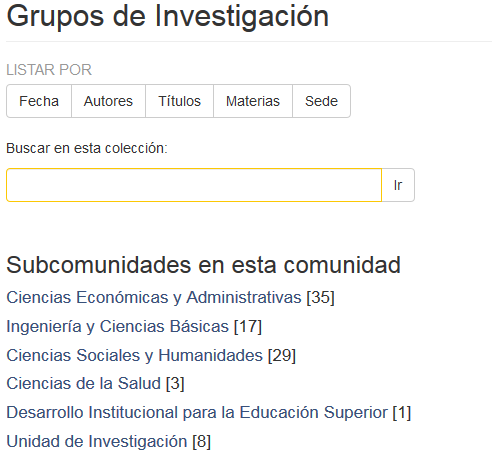 Grupos de Investigación
LISTAR POR
Fecha Autores Títulos Materias Sede
Buscar en esta colección:
Ir
Subcomunidades en esta comunidad
Ciencias Económicas y Administrativas [35]
Ingeniería y Ciencias Básicas [17]
Ciencias Sociales y Humanidades [29]
Ciencias de la Salud [3]
Desarrollo Institucional para la Educación Superior [1]
Unidad de Investigación [8]